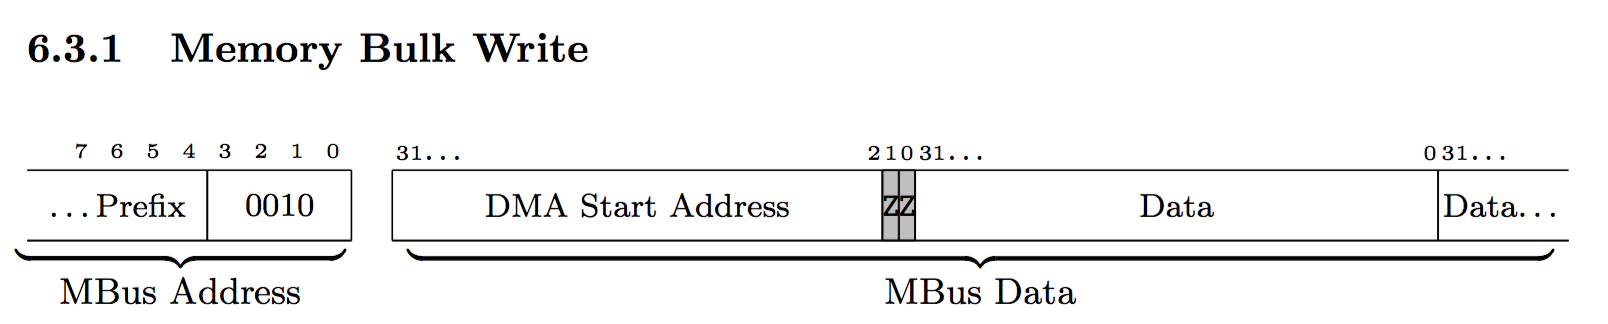 6.3.1 Memory Bulk Write
7 6 5 4 3 2 1 0 31... 2 1 0 31... 0 31...
...Prefix 0010 DMA Start Address Z Z Data Data...
MBus Address MBus Data